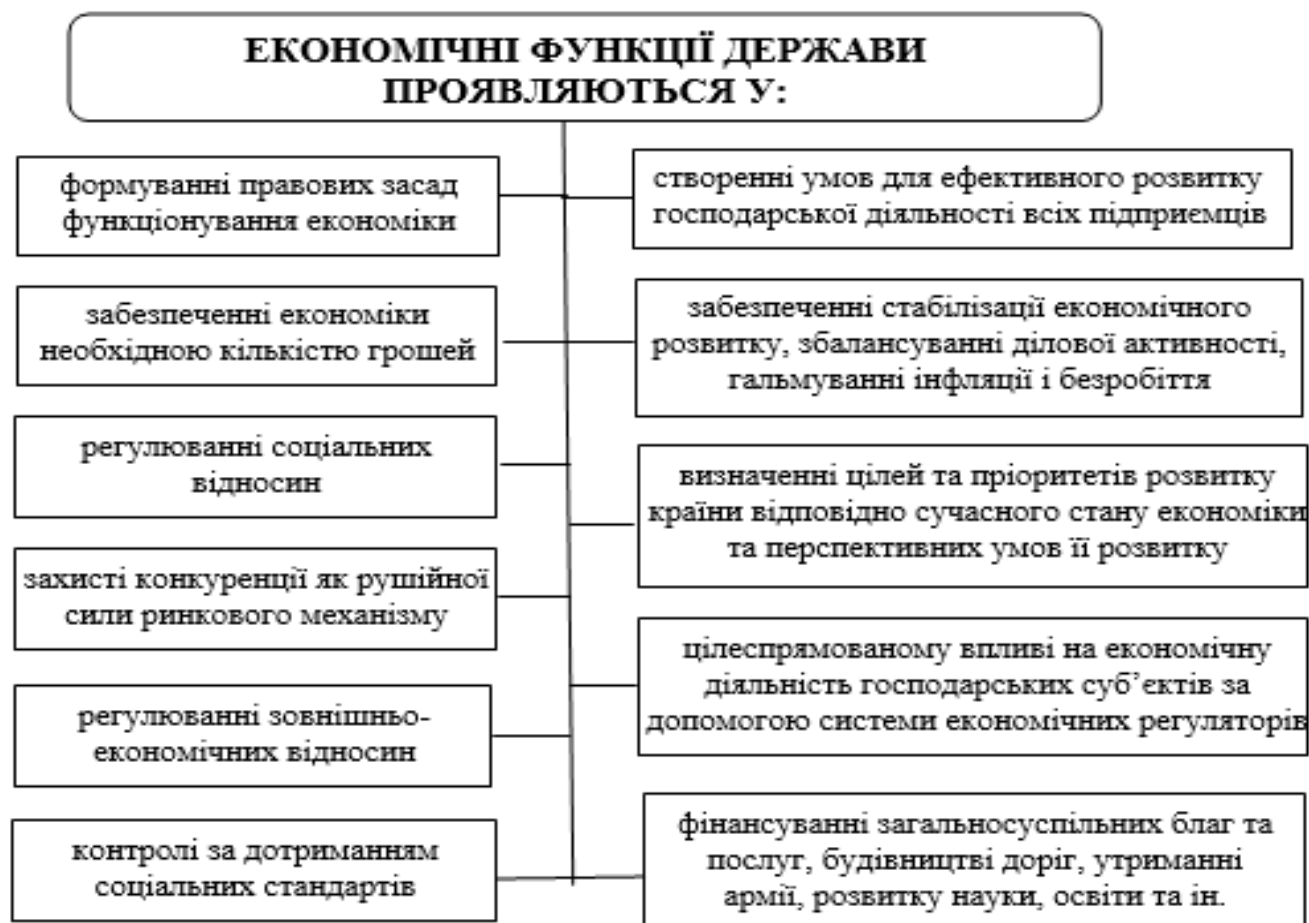 ЕКОНОМІЧНІ ФУНКЦІЇ ДЕРЖАВИ
ПРОЯВЛЯЮТЬСЯ У:
формуванні правових засад
функціонування економіки
забезпеченні економіки
необхідною кількістю грошей
регулюванні соціальних
відносин
захисті конкуренції як рушійної
сили ринкового механізму
регулюванні зовнішньо-
економічних відносин
контролі за дотриманням
соціальних стандартів
створенні умов для ефективного розвитку
господарської діяльності всіх підприємців
забезпеченні стабілізації економічного
розвитку, збалансуванні ділової активності,
гальмуванні інфляції і безробіття
визначенні цілей та пріоритетів розвитку
країни відповідно сучасного стану економіки
та перспективних умов її розвитку
цілеспрямованому впливі на економічну
діяльність господарських суб’єктів за
допомогою системи економічних регуляторів
фінансуванні загальносуспільних благ та
послуг, будівництві доріг, утриманні
армії, розвитку науки, освіти та ін.